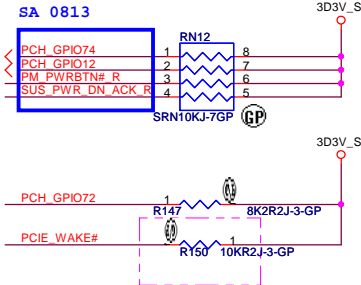 SA 0813
3D3V_S
RN12
PCH_GPIO74 1 8
PCH_GPIO12 2 7
PM_PWRBTN#_R 3 6
SUS_PWR_DN_ACK_R 4 5
SRN10KJ-7GP GP
3D3V_S
PCH_GPIO72 1
R147 8K2R2J-3-GP
PCIE_WAKE# 1
R150 10KR2J-3-GP